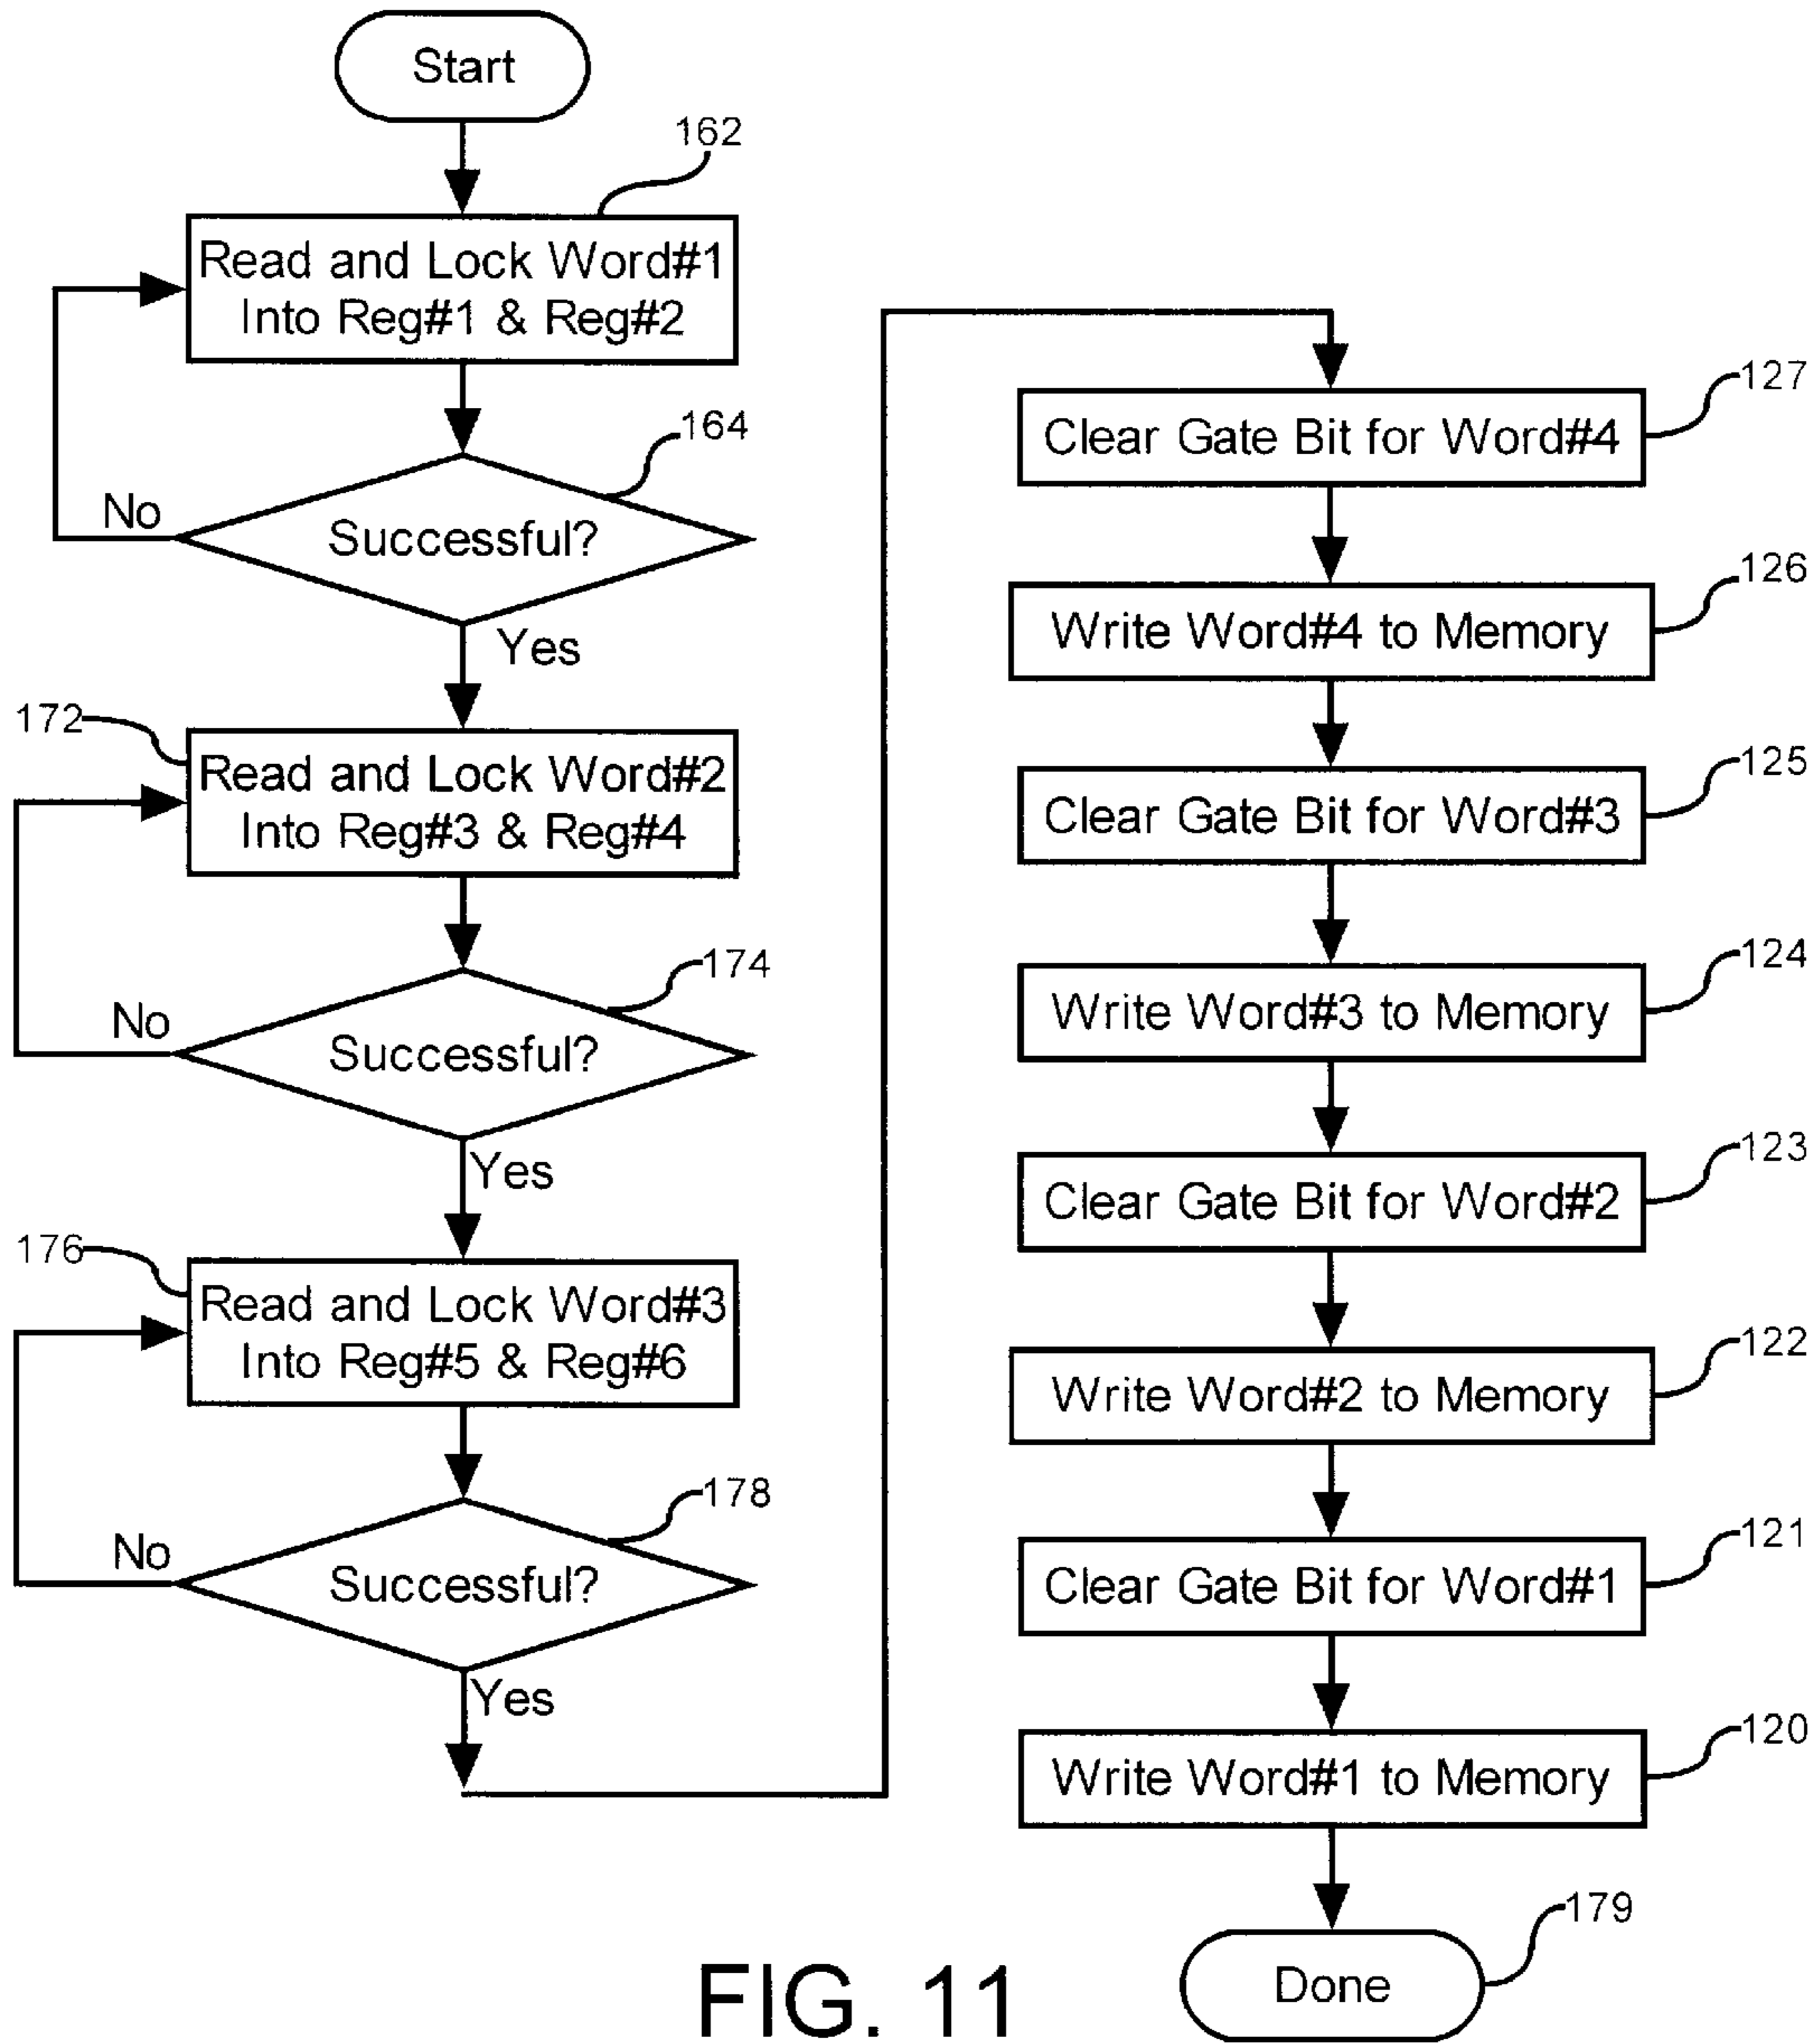 Start
162
Read and Lock Word#1
Into Reg#1 & Reg#2
164
No
Successful?
Yes
172
Read and Lock Word#2
Into Reg#3 & Reg#4
174
No
Successful?
Yes
176
Read and Lock Word#3
Into Reg#5 & Reg#6
178
No
Successful?
Yes
127
Clear Gate Bit for Word#4
126
Write Word#4 to Memory
125
Clear Gate Bit for Word#3
124
Write Word#3 to Memory
123
Clear Gate Bit for Word#2
122
Write Word#2 to Memory
121
Clear Gate Bit for Word#1
120
Write Word#1 to Memory
179
Done
FIG. 11